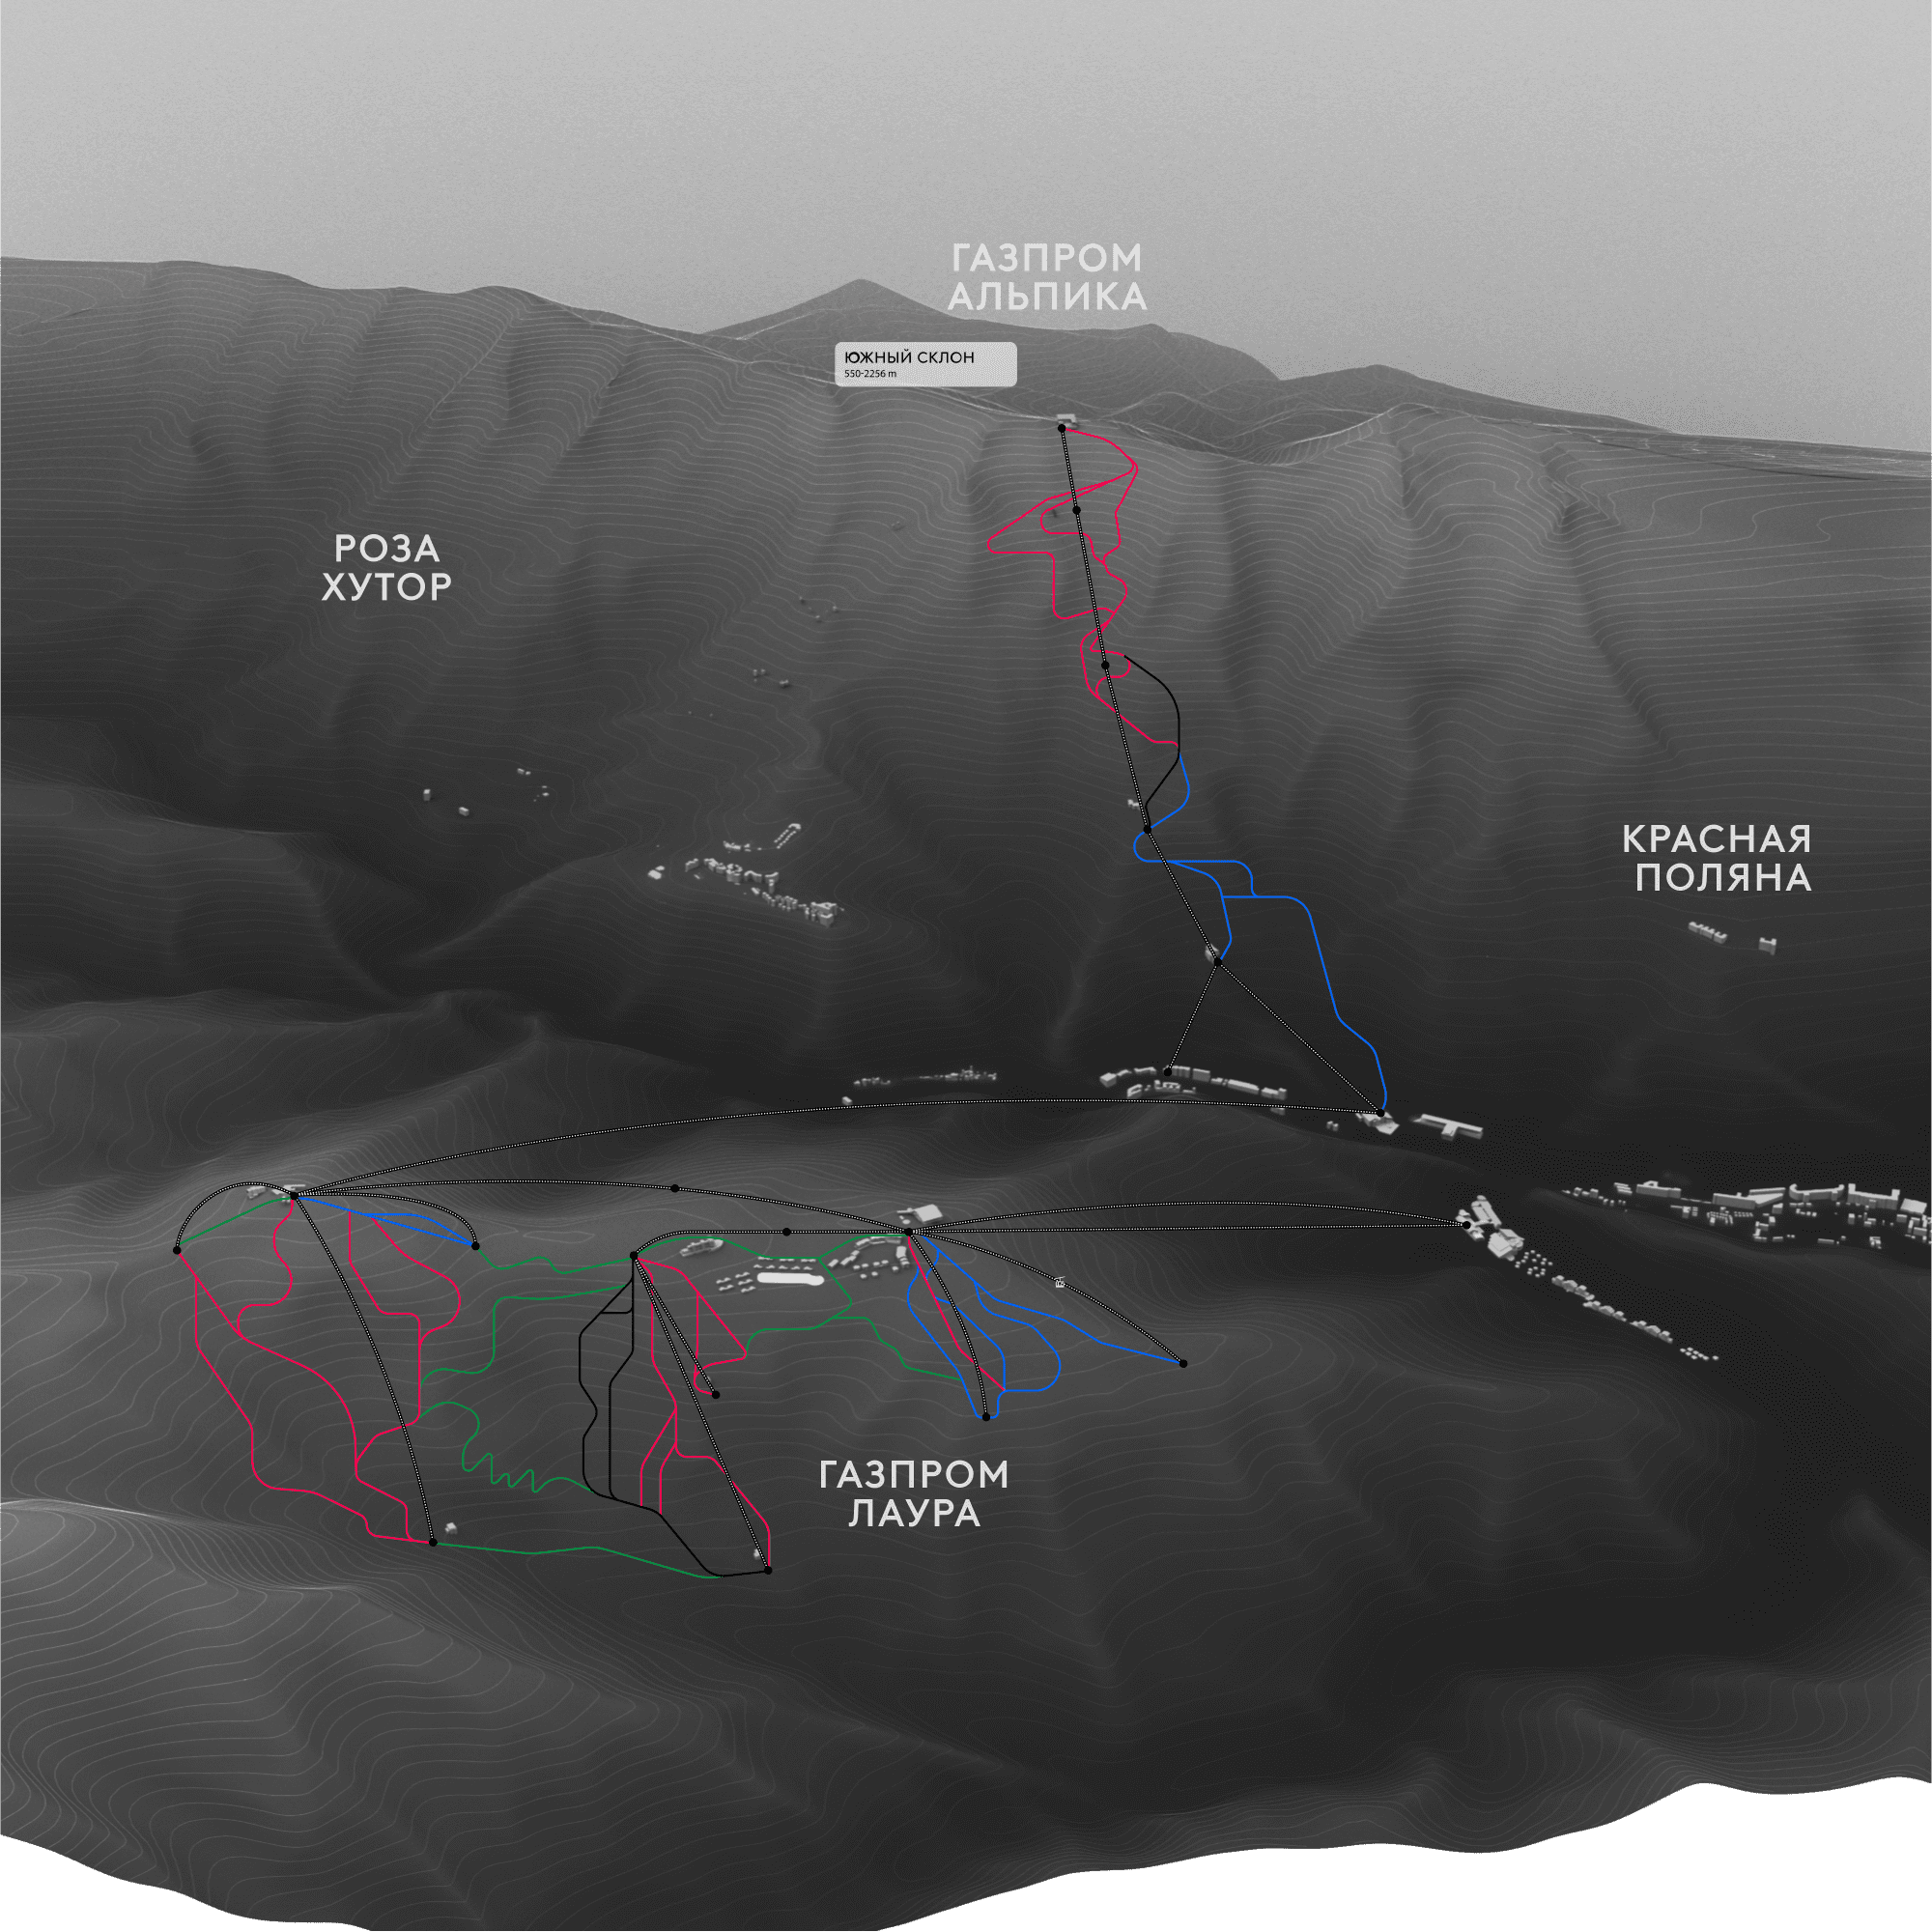 ГАЗПРОМ
АЛЬПИКА
ЮЖНЫЙ СКЛОН
550-2256 m
РОЗА
ХУТОР
КРАСНАЯ
ПОЛЯНА
ГАЗПРОМ
ЛАУРА